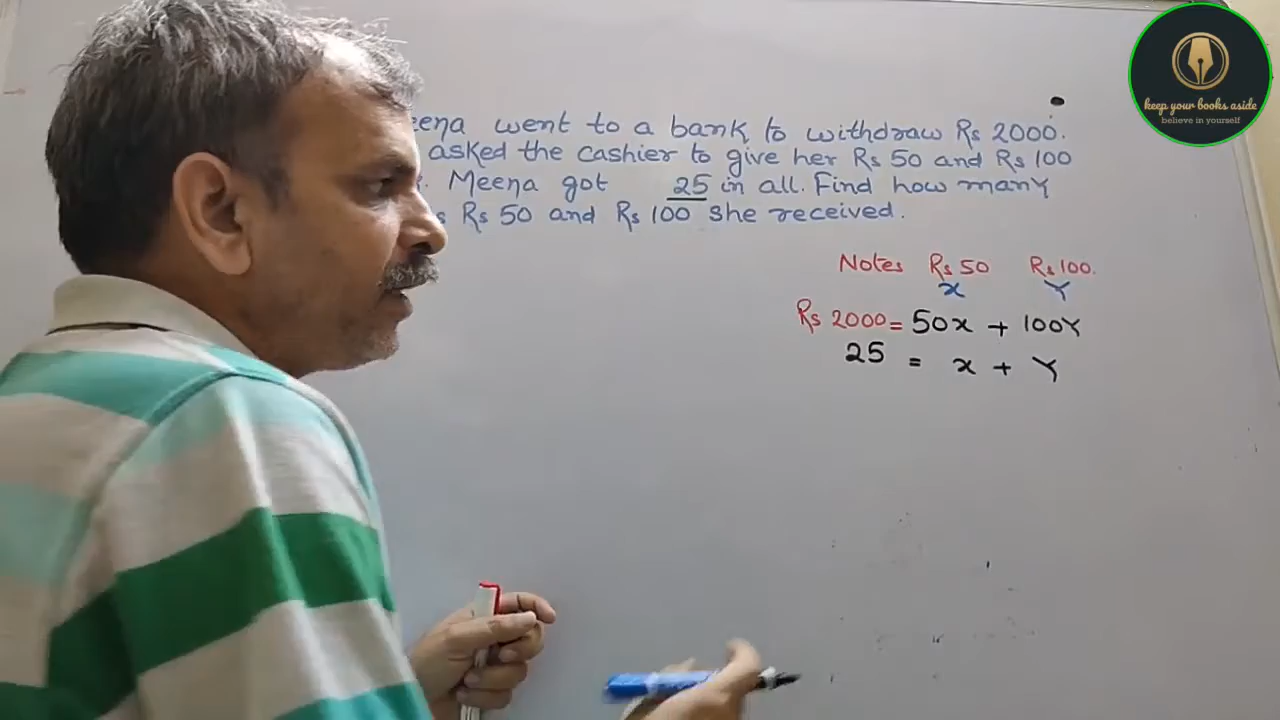 eena went to a bank to withdraw Rs 2000.
asked the cashier to give her Rs 50 and Rs 100
Meena got 25 in all. Find how many
s Rs 50 and Rs 100 she received.
Notes Rs 50 Rs 100.
x Y
Rs 2000 = 50x + 100Y
25 = x + Y
keep your books aside
believe in yourself